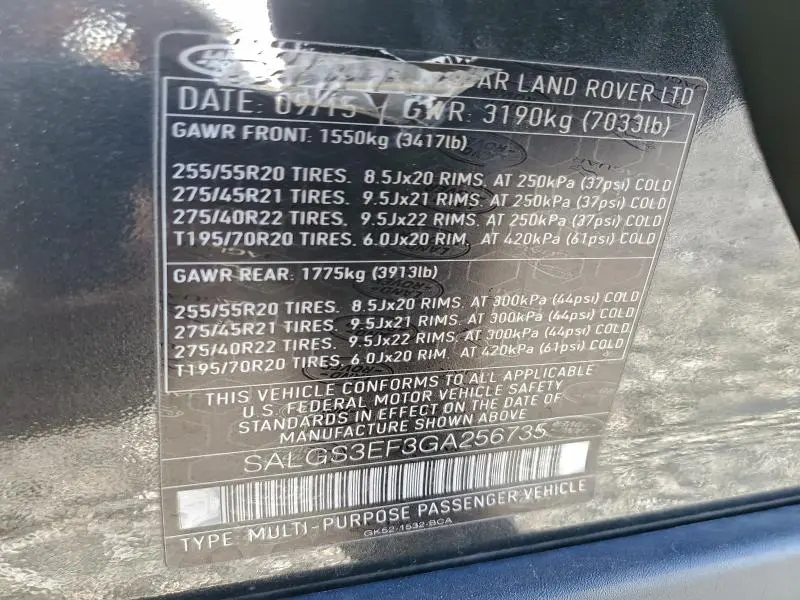 LAND ROVER LTD
DATE: 09/15 GWR: 3190kg (7033lb)
GAWR FRONT: 1550kg (3417lb)
255/55R20 TIRES. 8.5Jx20 RIMS. AT 250kPa (37psi) COLD
275/45R21 TIRES. 9.5Jx21 RIMS. AT 250kPa (37psi) COLD
275/40R22 TIRES. 9.5Jx22 RIMS. AT 250kPa (37psi) COLD
T195/70R20 TIRES. 6.0Jx20 RIM. AT 420kPa (61psi) COLD
GAWR REAR: 1775kg (3913lb)
255/55R20 TIRES. 8.5Jx20 RIMS. AT 300kPa (44psi) COLD
275/45R21 TIRES. 9.5Jx21 RIMS. AT 300kPa (44psi) COLD
275/40R22 TIRES. 9.5Jx22 RIMS. AT 300kPa (44psi) COLD
T195/70R20 TIRES. 6.0Jx20 RIM. AT 420kPa (61psi) COLD
THIS VEHICLE CONFORMS TO ALL APPLICABLE
U.S. FEDERAL MOTOR VEHICLE SAFETY
STANDARDS IN EFFECT ON THE DATE OF
MANUFACTURE SHOWN ABOVE
SALGS3EF3GA256735
TYPE: MULTI-PURPOSE PASSENGER VEHICLE
GK52-1532-BCA